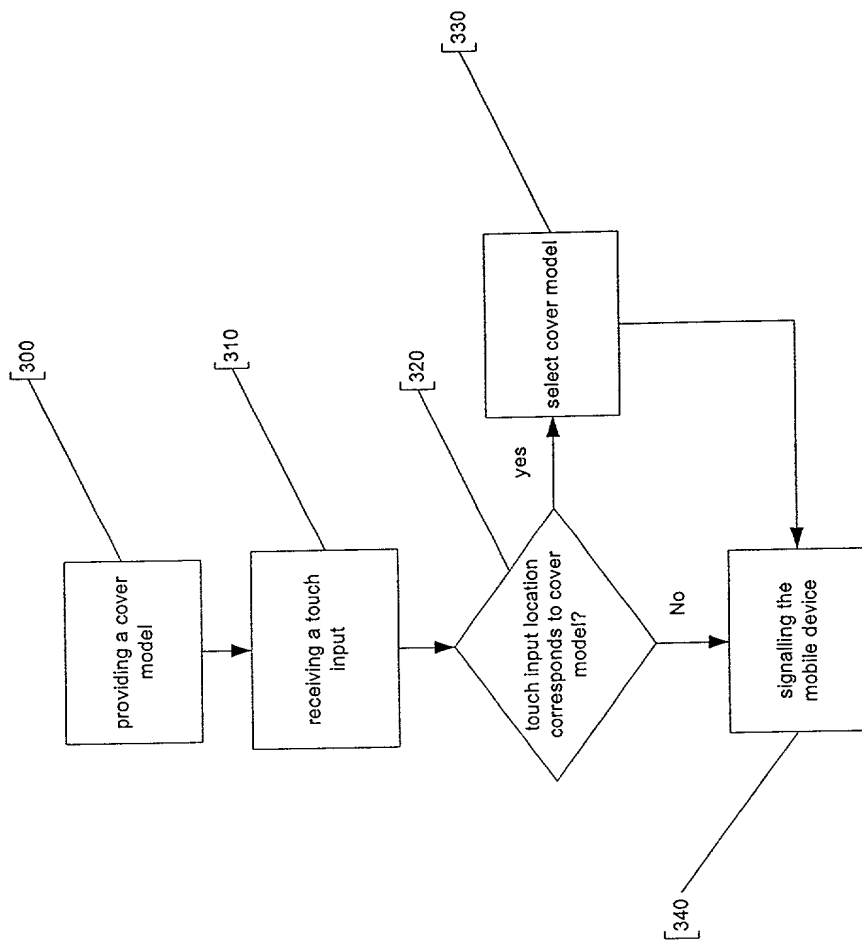 [300
providing a cover
model
[310
receiving a touch
input
[320
touch input location
corresponds to cover
model?
yes
[330
select cover model
No
signalling the
mobile device
[340